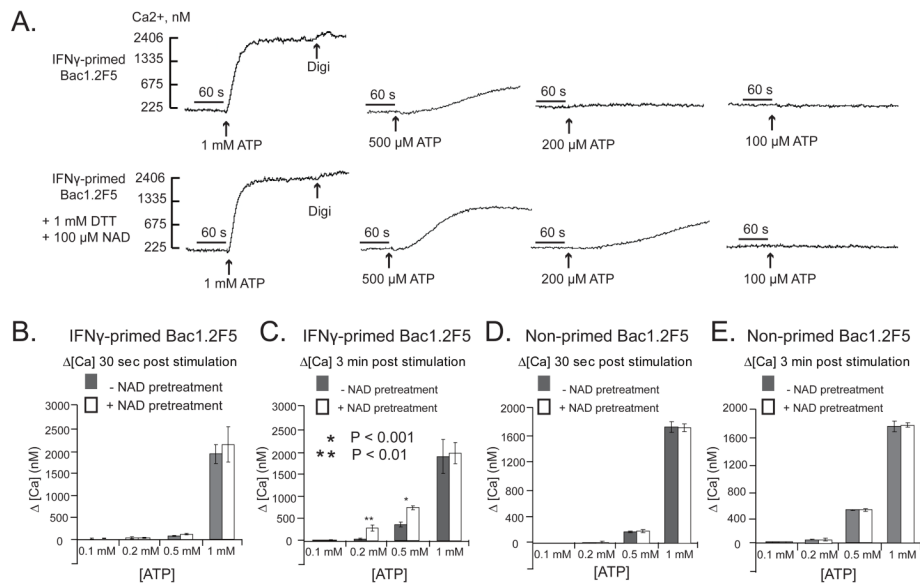 A.
Ca2+, nM
IFNγ-primed
Bac1.2F5
2406
1335
675
225
60 s
1 mM ATP
Digi
60 s
500 µM ATP
60 s
200 µM ATP
60 s
100 µM ATP
IFNγ-primed
Bac1.2F5
+ 1 mM DTT
+ 100 µM NAD
2406
1335
675
225
60 s
1 mM ATP
Digi
60 s
500 µM ATP
60 s
200 µM ATP
60 s
100 µM ATP
B.
IFNγ-primed Bac1.2F5
Δ[Ca] 30 sec post stimulation
- NAD pretreatment
+ NAD pretreatment
Δ [Ca] (nM)
3000
2500
2000
1500
1000
500
0
0.1 mM 0.2 mM 0.5 mM 1 mM
[ATP]
C.
IFNγ-primed Bac1.2F5
Δ[Ca] 3 min post stimulation
- NAD pretreatment
+ NAD pretreatment
* P < 0.001
** P < 0.01
Δ [Ca] (nM)
3000
2500
2000
1500
1000
500
0
**
*
0.1 mM 0.2 mM 0.5 mM 1 mM
[ATP]
D.
Non-primed Bac1.2F5
Δ[Ca] 30 sec post stimulation
- NAD pretreatment
+ NAD pretreatment
Δ [Ca] (nM)
2000
1600
1200
800
400
0
0.1 mM 0.2 mM 0.5 mM 1 mM
[ATP]
E.
Non-primed Bac1.2F5
Δ[Ca] 3 min post stimulation
- NAD pretreatment
+ NAD pretreatment
Δ [Ca] (nM)
2000
1600
1200
800
400
0
0.1 mM 0.2 mM 0.5 mM 1 mM
[ATP]